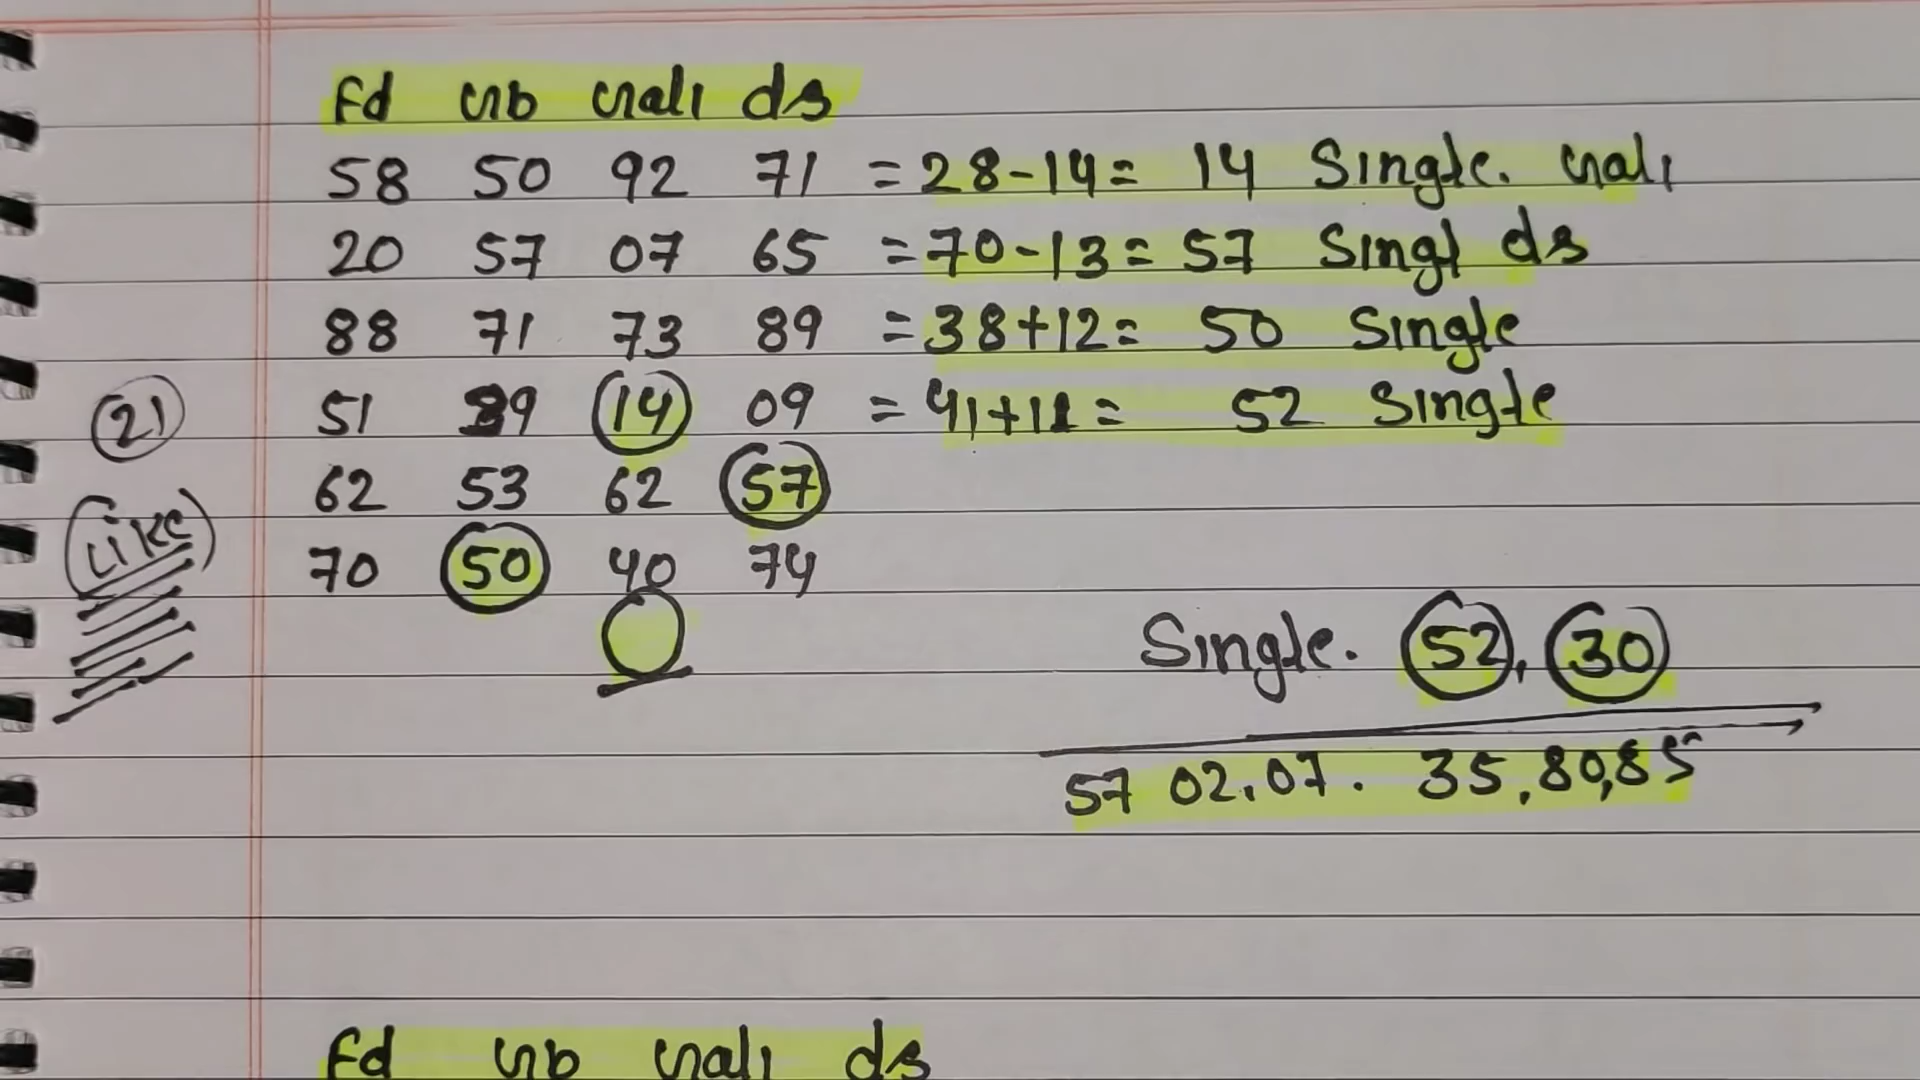 Fd GB Gali ds
58 50 92 71 = 28-14= 14 Single. Gali
20 57 07 65 = 70-13= 57 Singl ds
88 71 73 89 = 38+12= 50 Single
21 51 39 14 09 = 41+11= 52 Single
62 53 62 57
Like
70 50 40 74
Single. 52, 30
57 02.07. 35,80,85
Fd GB Gali ds